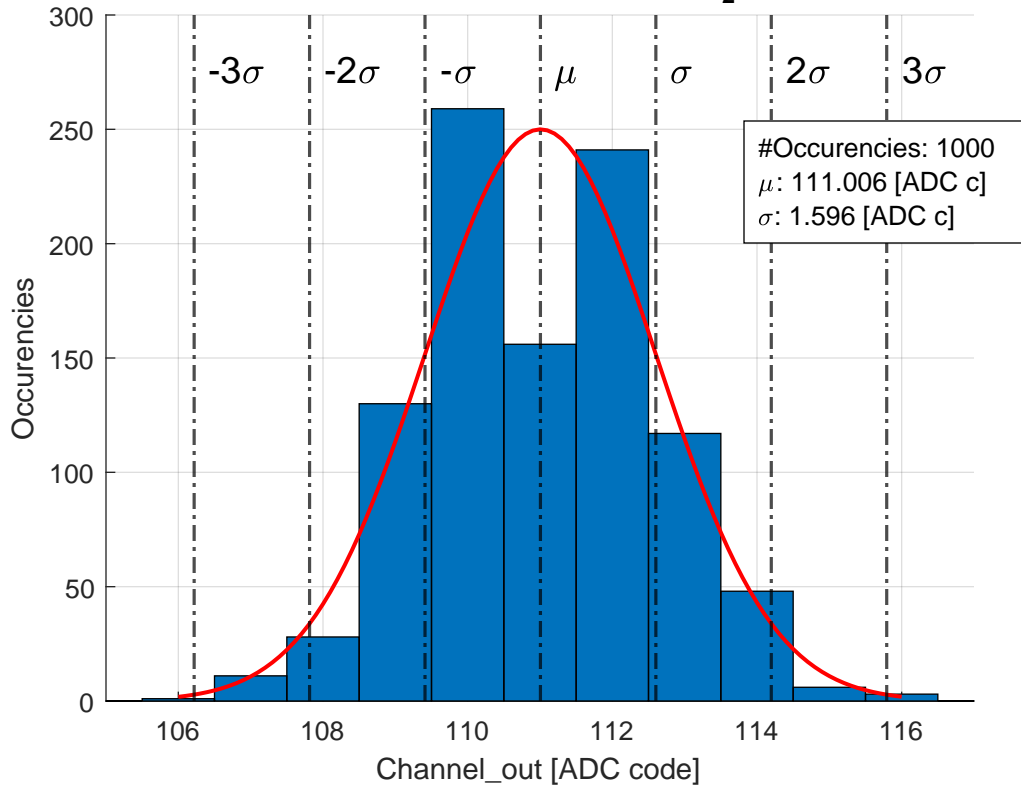 300
250
200
150
100
50
0
Occurencies
-3σ -2σ -σ μ σ 2σ 3σ
#Occurencies: 1000
μ: 111.006 [ADC c]
σ: 1.596 [ADC c]
106 108 110 112 114 116
Channel_out [ADC code]